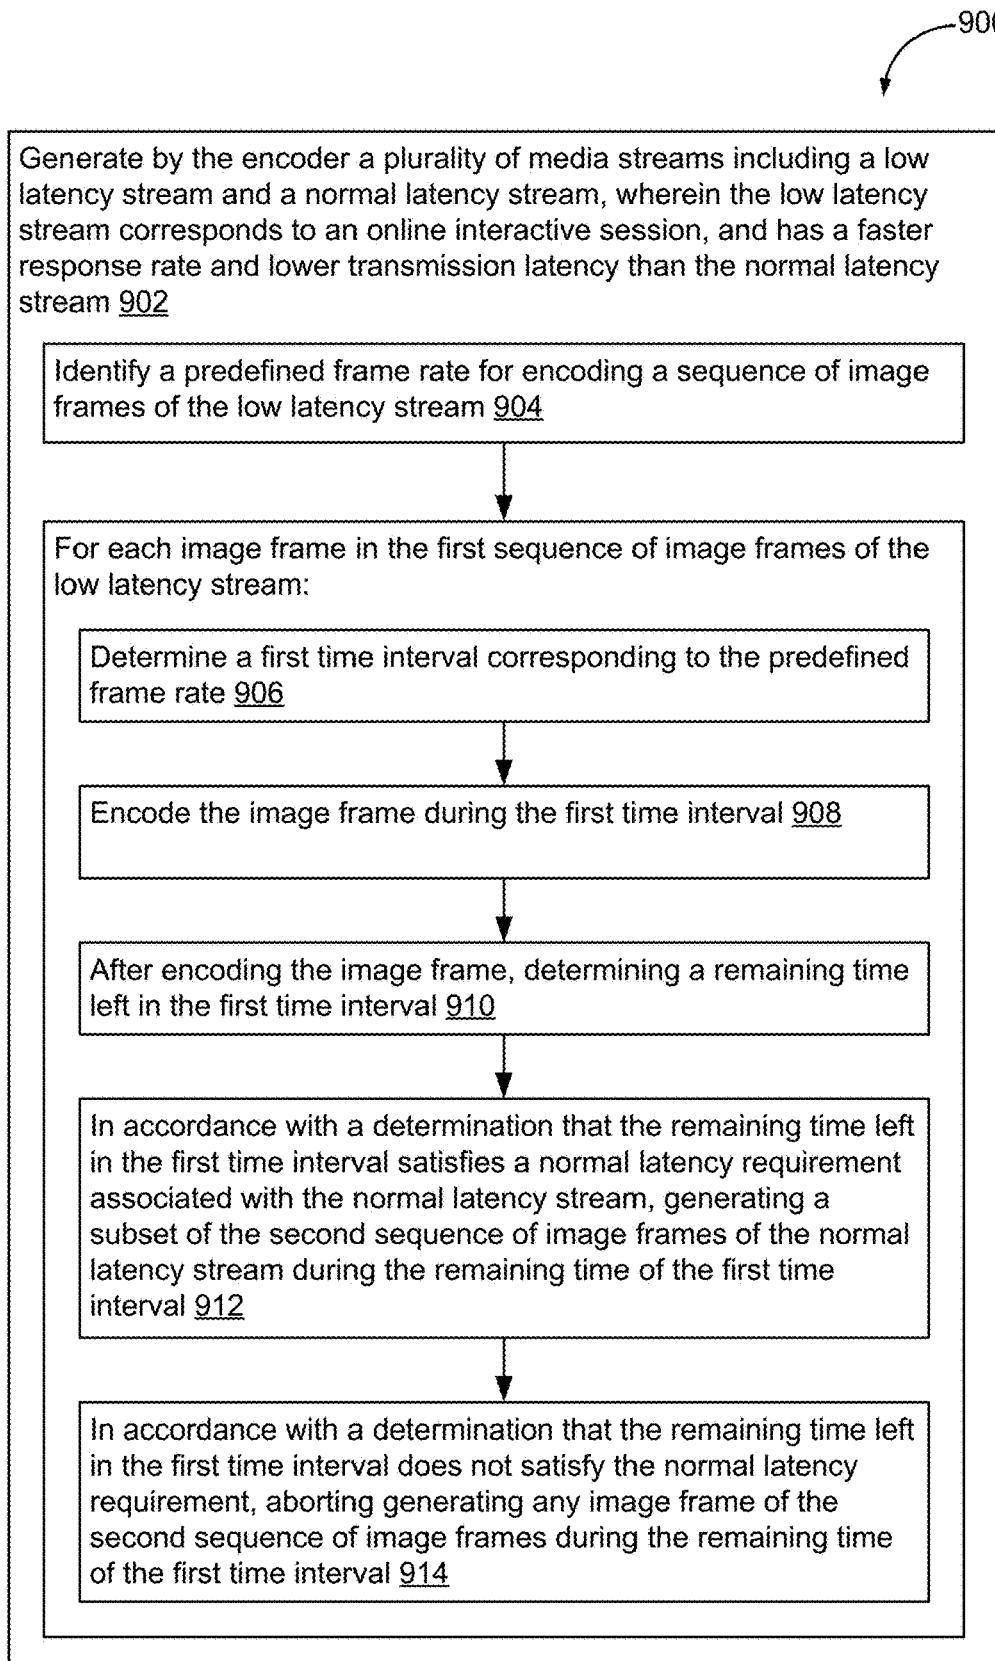 900
Generate by the encoder a plurality of media streams including a low
latency stream and a normal latency stream, wherein the low latency
stream corresponds to an online interactive session, and has a faster
response rate and lower transmission latency than the normal latency
stream 902
Identify a predefined frame rate for encoding a sequence of image
frames of the low latency stream 904
For each image frame in the first sequence of image frames of the
low latency stream:
Determine a first time interval corresponding to the predefined
frame rate 906
Encode the image frame during the first time interval 908
After encoding the image frame, determining a remaining time
left in the first time interval 910
In accordance with a determination that the remaining time left
in the first time interval satisfies a normal latency requirement
associated with the normal latency stream, generating a
subset of the second sequence of image frames of the normal
latency stream during the remaining time of the first time
interval 912
In accordance with a determination that the remaining time left
in the first time interval does not satisfy the normal latency
requirement, aborting generating any image frame of the
second sequence of image frames during the remaining time
of the first time interval 914